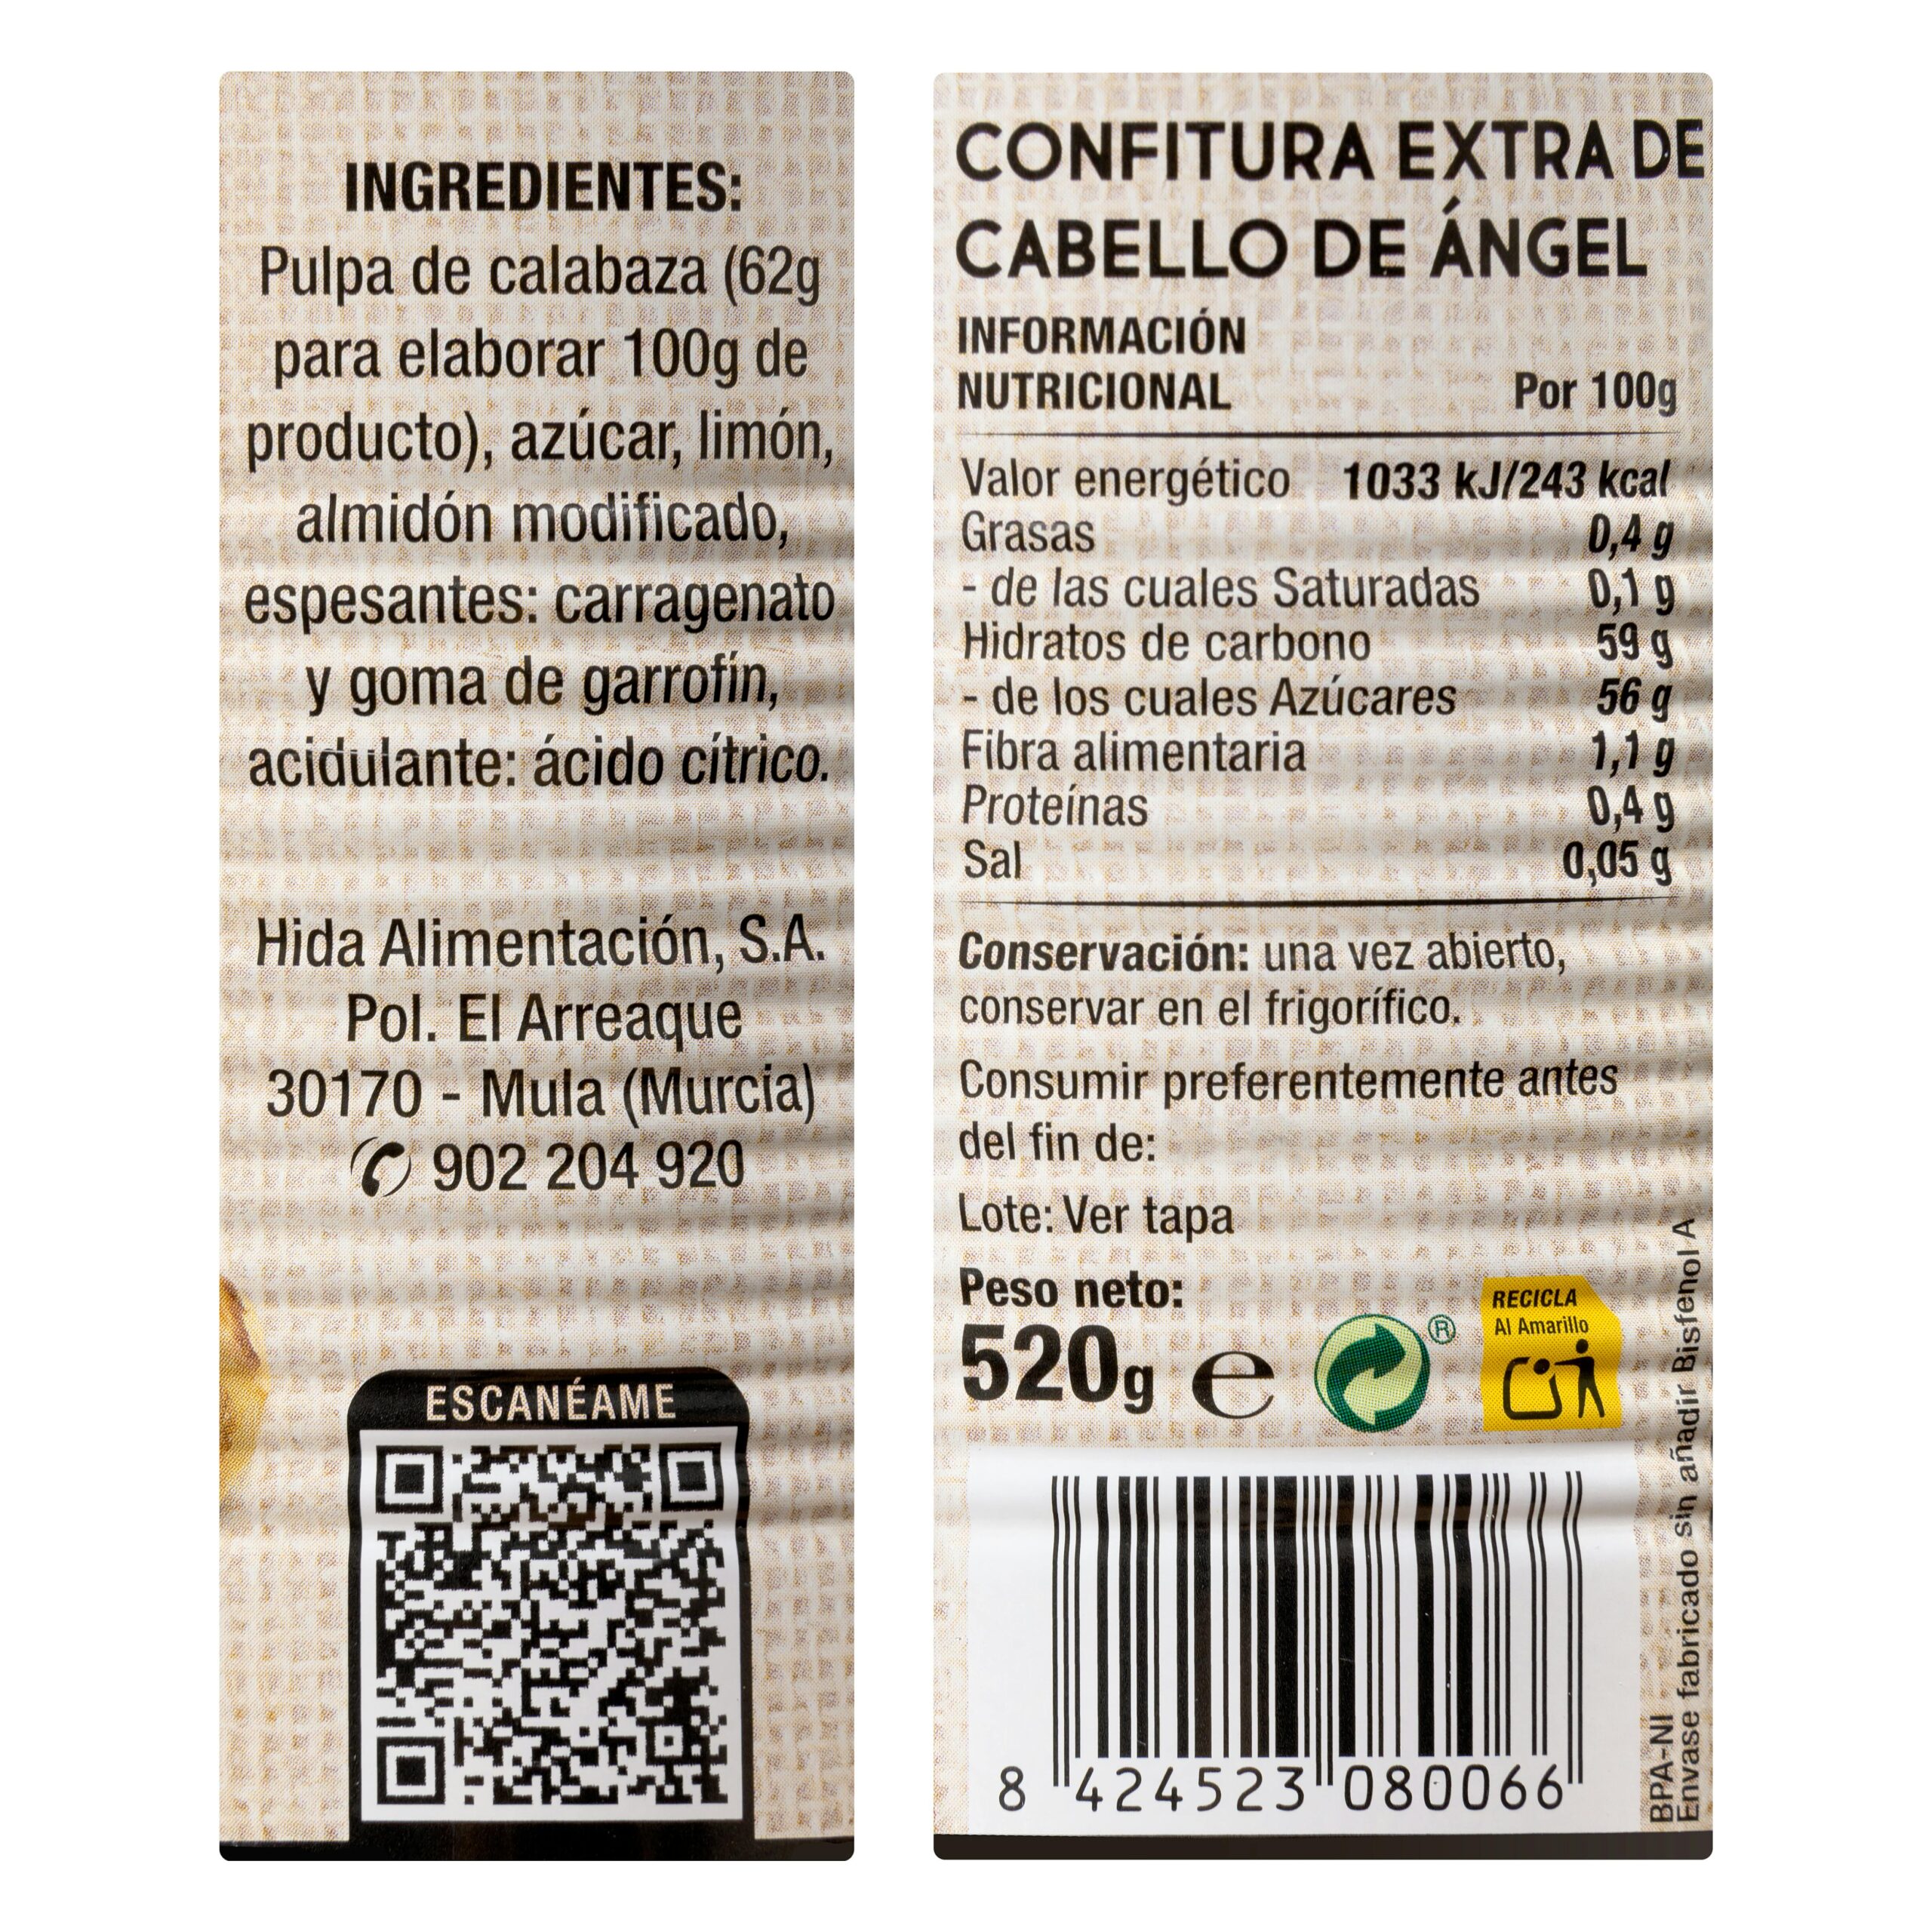 INGREDIENTES:
Pulpa de calabaza (62g
para elaborar 100g de
producto), azúcar, limón,
almidón modificado,
espesantes: carragenato
y goma de garrofín,
acidulante: ácido cítrico.
Hida Alimentación, S.A.
Pol. El Arreaque
30170 - Mula (Murcia)
902 204 920
ESCANÉAME
CONFITURA EXTRA DE
CABELLO DE ÁNGEL
INFORMACIÓN
NUTRICIONAL Por 100g
Valor energético 1033 kJ/243 kcal
Grasas 0,4 g
- de las cuales Saturadas 0,1 g
Hidratos de carbono 59 g
- de los cuales Azúcares 56 g
Fibra alimentaria 1,1 g
Proteínas 0,4 g
Sal 0,05 g
Conservación: una vez abierto,
conservar en el frigorífico.
Consumir preferentemente antes
del fin de:
Lote: Ver tapa
Peso neto:
520g e ®
RECICLA
Al Amarillo
8 424523 080066
BPA-NI
Envase fabricado sin añadir Bisfenol A